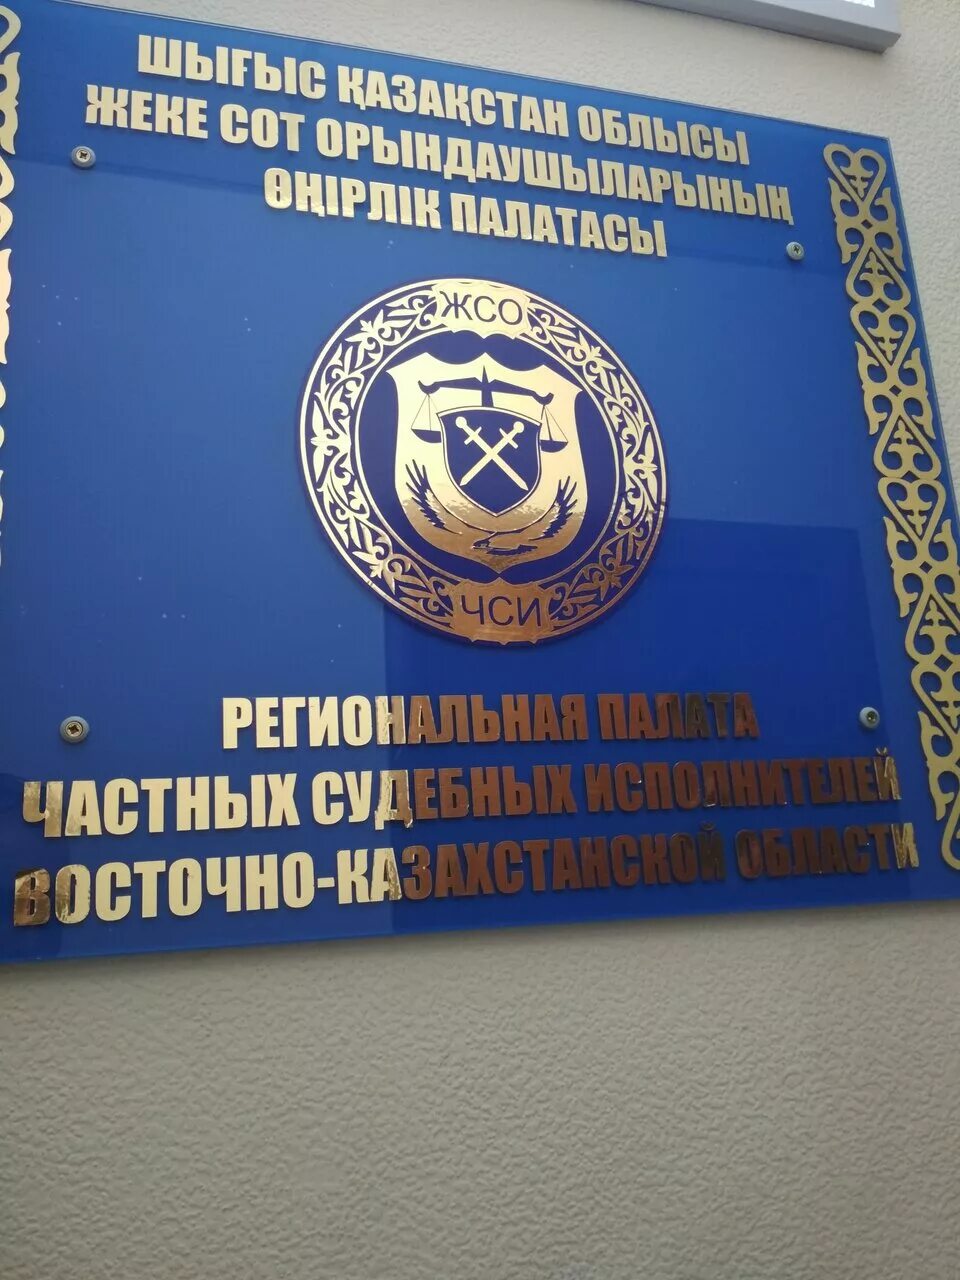 ШЫҒЫС ҚАЗАҚСТАН ОБЛЫСЫ
ЖЕКЕ СОТ ОРЫНДАУШЫЛАРЫНЫҢ
ӨҢІРЛІК ПАЛАТАСЫ
ЖСО
ЧСИ
РЕГИОНАЛЬНАЯ ПАЛАТА
ЧАСТНЫХ СУДЕБНЫХ ИСПОЛНИТЕЛЕЙ
ВОСТОЧНО-КАЗАХСТАНСКОЙ ОБЛАСТИ